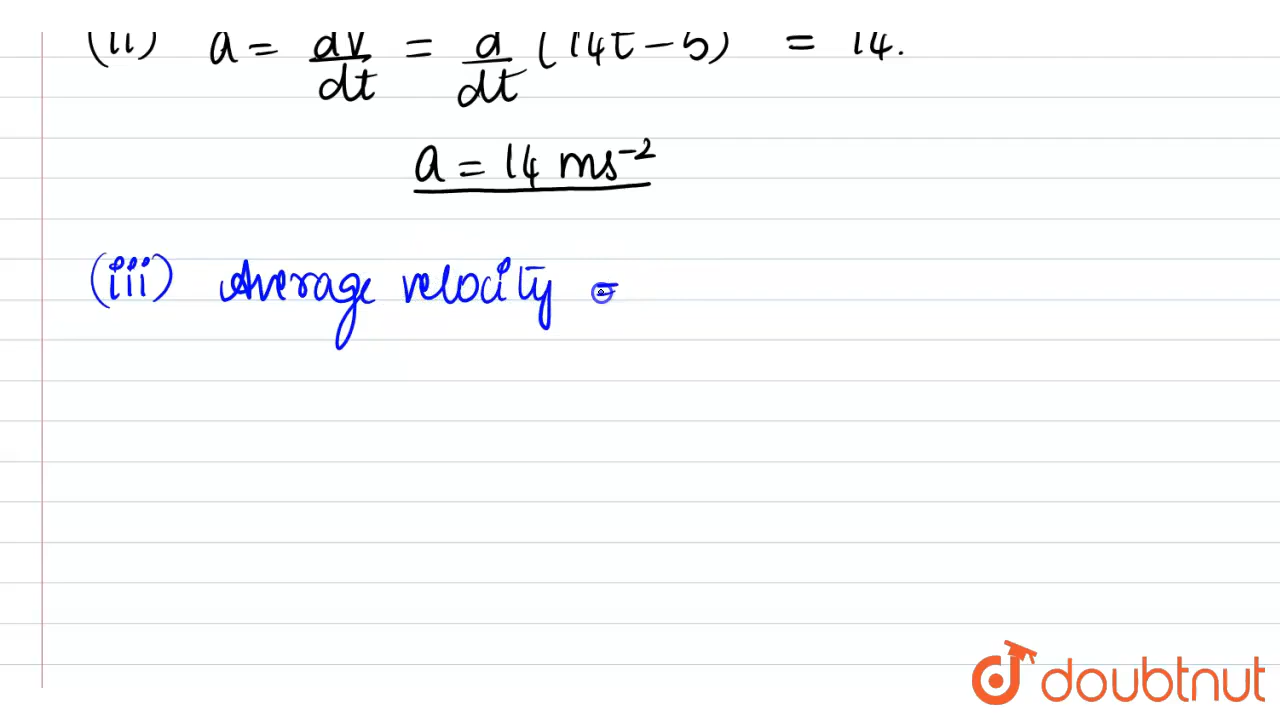 (ii) a = dv/dt = d/dt (14t − 5) = 14.
a = 14 ms⁻²
(iii) Average velocity =
doubtnut